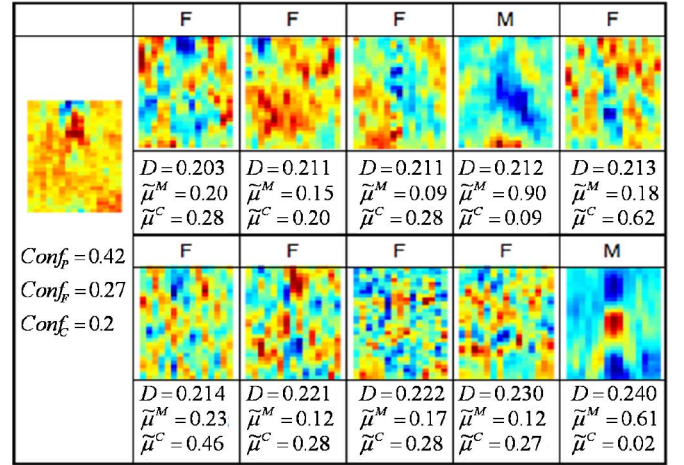 F F F M F
D=0.203 D=0.211 D=0.211 D=0.212 D=0.213
μ̃^M=0.20 μ̃^M=0.15 μ̃^M=0.09 μ̃^M=0.90 μ̃^M=0.18
μ̃^C=0.28 μ̃^C=0.20 μ̃^C=0.28 μ̃^C=0.09 μ̃^C=0.62
Conf_P=0.42
Conf_F=0.27
Conf_C=0.2
F F F F M
D=0.214 D=0.221 D=0.222 D=0.230 D=0.240
μ̃^M=0.23 μ̃^M=0.12 μ̃^M=0.17 μ̃^M=0.12 μ̃^M=0.61
μ̃^C=0.46 μ̃^C=0.28 μ̃^C=0.28 μ̃^C=0.27 μ̃^C=0.02